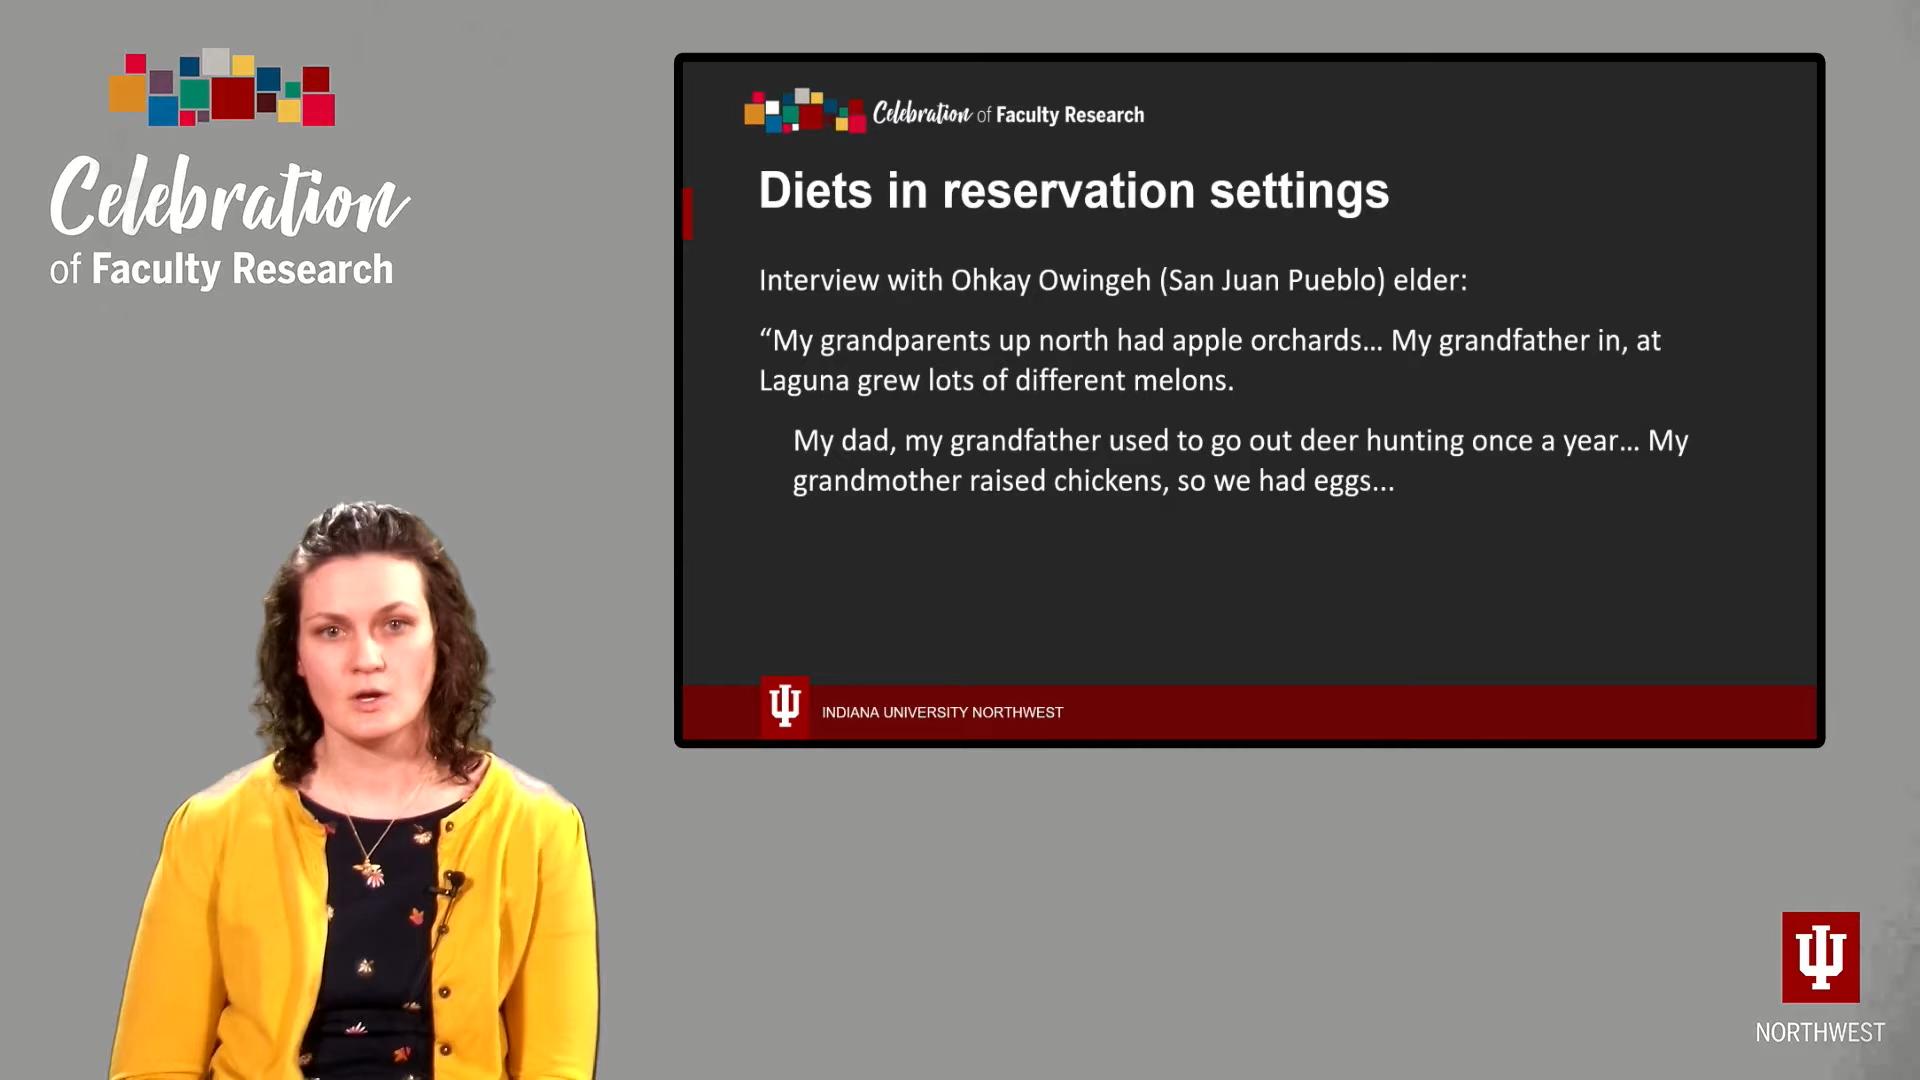 Celebration
of Faculty Research
Celebration of Faculty Research
Diets in reservation settings
Interview with Ohkay Owingeh (San Juan Pueblo) elder:
“My grandparents up north had apple orchards... My grandfather in, at
Laguna grew lots of different melons.
My dad, my grandfather used to go out deer hunting once a year... My
grandmother raised chickens, so we had eggs...
INDIANA UNIVERSITY NORTHWEST
NORTHWEST